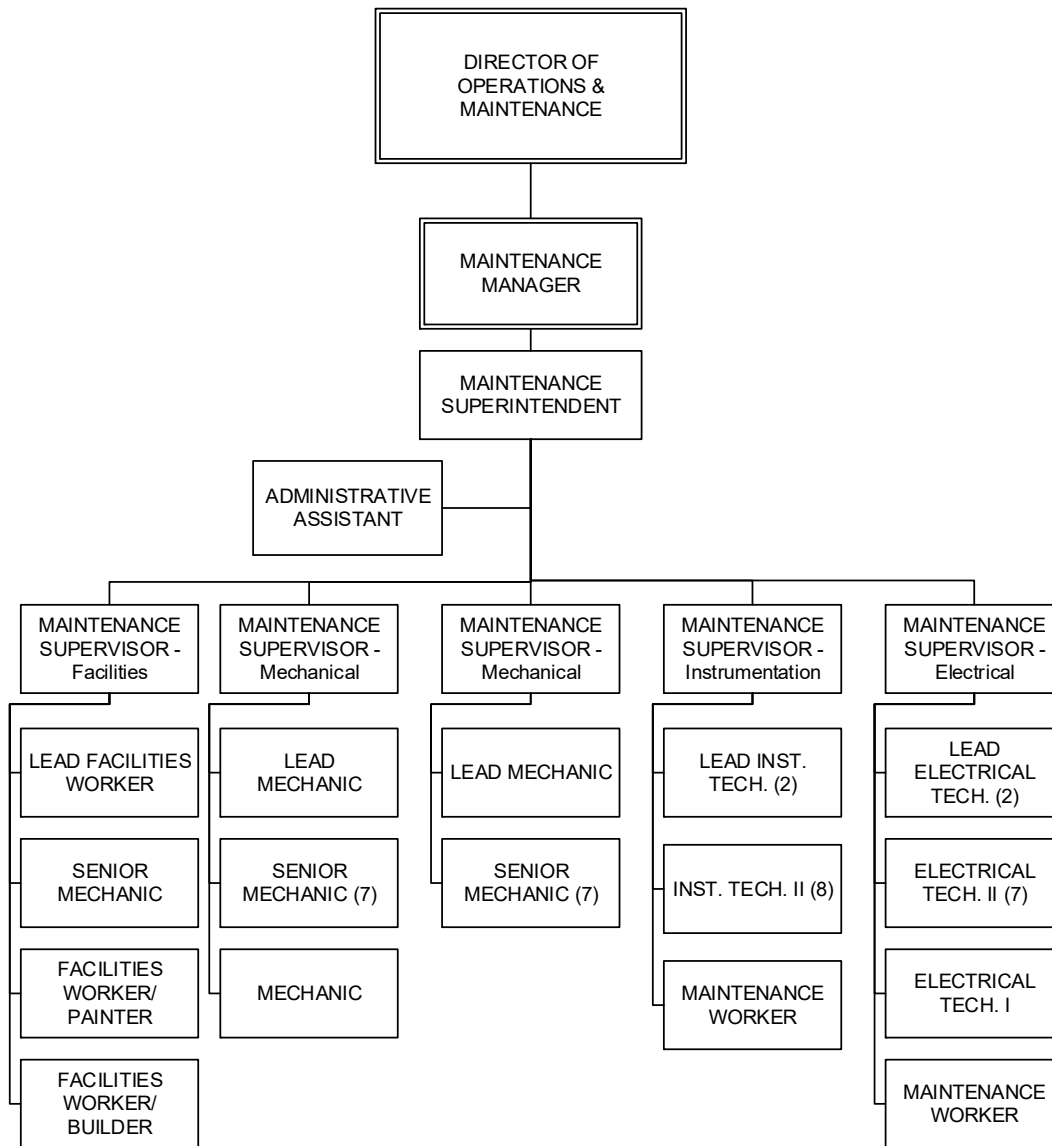 DIRECTOR OF
OPERATIONS &
MAINTENANCE
MAINTENANCE
MANAGER
MAINTENANCE
SUPERINTENDENT
ADMINISTRATIVE
ASSISTANT
MAINTENANCE
SUPERVISOR -
Facilities
LEAD FACILITIES
WORKER
SENIOR
MECHANIC
FACILITIES
WORKER/
PAINTER
FACILITIES
WORKER/
BUILDER
MAINTENANCE
SUPERVISOR -
Mechanical
LEAD
MECHANIC
SENIOR
MECHANIC (7)
MECHANIC
MAINTENANCE
SUPERVISOR -
Mechanical
LEAD MECHANIC
SENIOR
MECHANIC (7)
MAINTENANCE
SUPERVISOR -
Instrumentation
LEAD INST.
TECH. (2)
INST. TECH. II (8)
MAINTENANCE
WORKER
MAINTENANCE
SUPERVISOR -
Electrical
LEAD
ELECTRICAL
TECH. (2)
ELECTRICAL
TECH. II (7)
ELECTRICAL
TECH. I
MAINTENANCE
WORKER